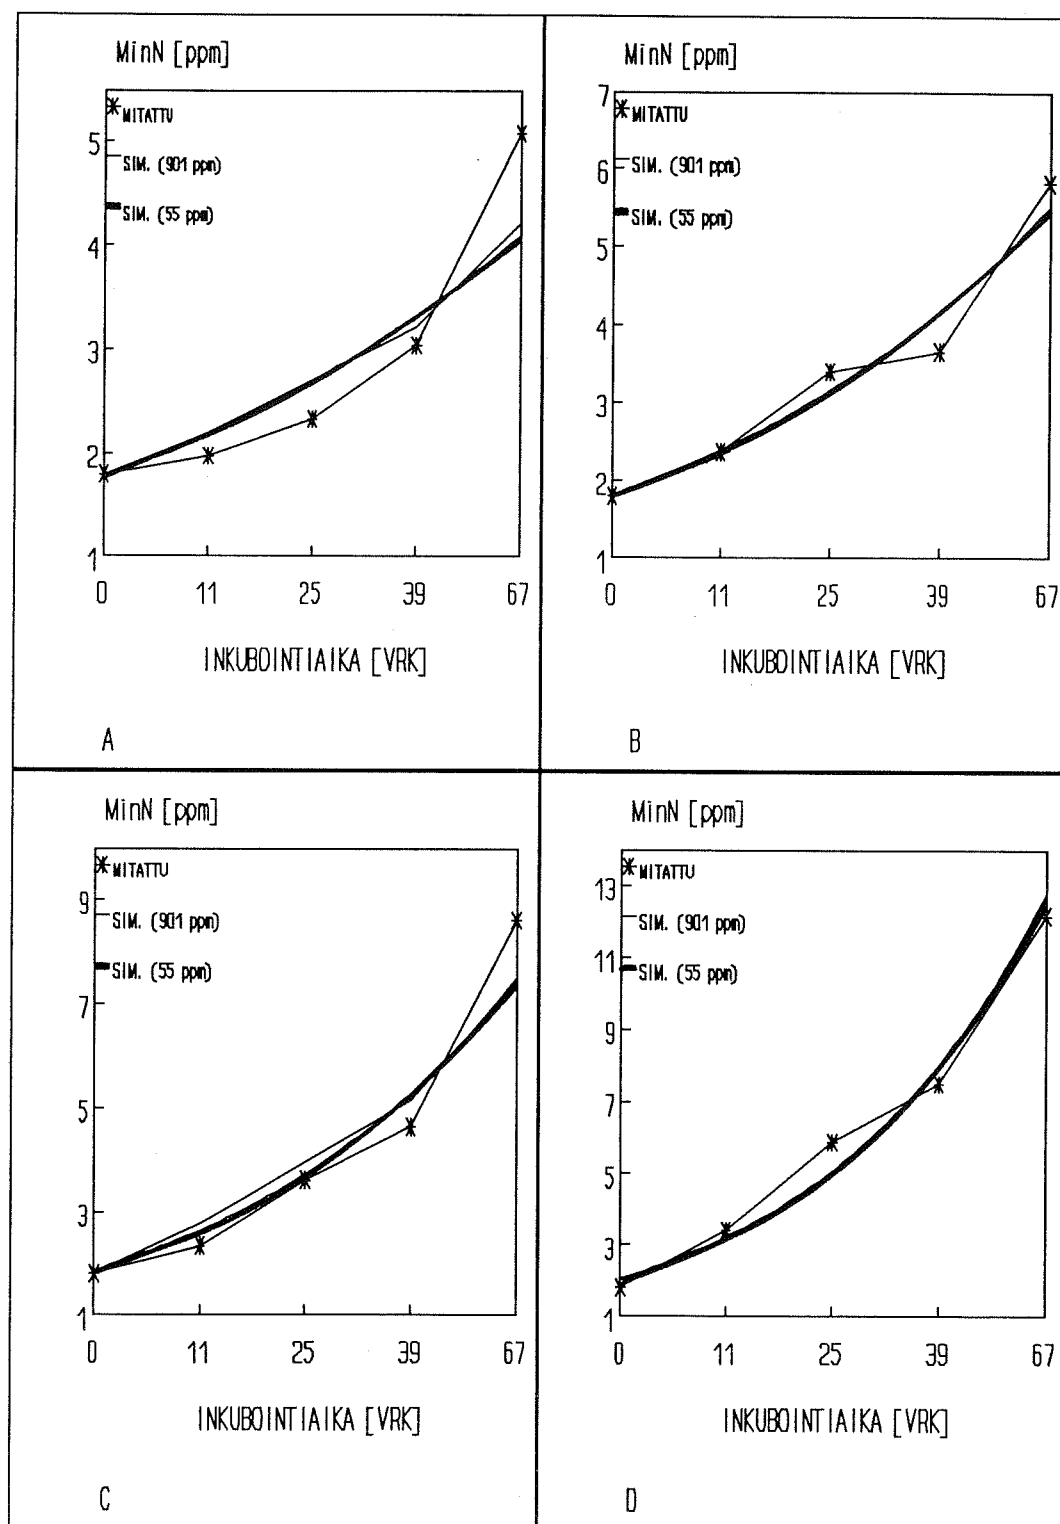 MinN [ppm]
MITATTU
SIM. (901 ppm)
SIM. (55 ppm)
5
4
3
2
1
0 11 25 39 67
INKUBOINTIAIKA [VRK]
A
MinN [ppm]
7
MITATTU
SIM. (901 ppm)
6
SIM. (55 ppm)
5
4
3
2
1
0 11 25 39 67
INKUBOINTIAIKA [VRK]
B
MinN [ppm]
MITATTU
9
SIM. (901 ppm)
SIM. (55 ppm)
7
5
3
1
0 11 25 39 67
INKUBOINTIAIKA [VRK]
C
MinN [ppm]
MITATTU
13
SIM. (901 ppm)
11
SIM. (55 ppm)
9
7
5
3
1
0 11 25 39 67
INKUBOINTIAIKA [VRK]
D